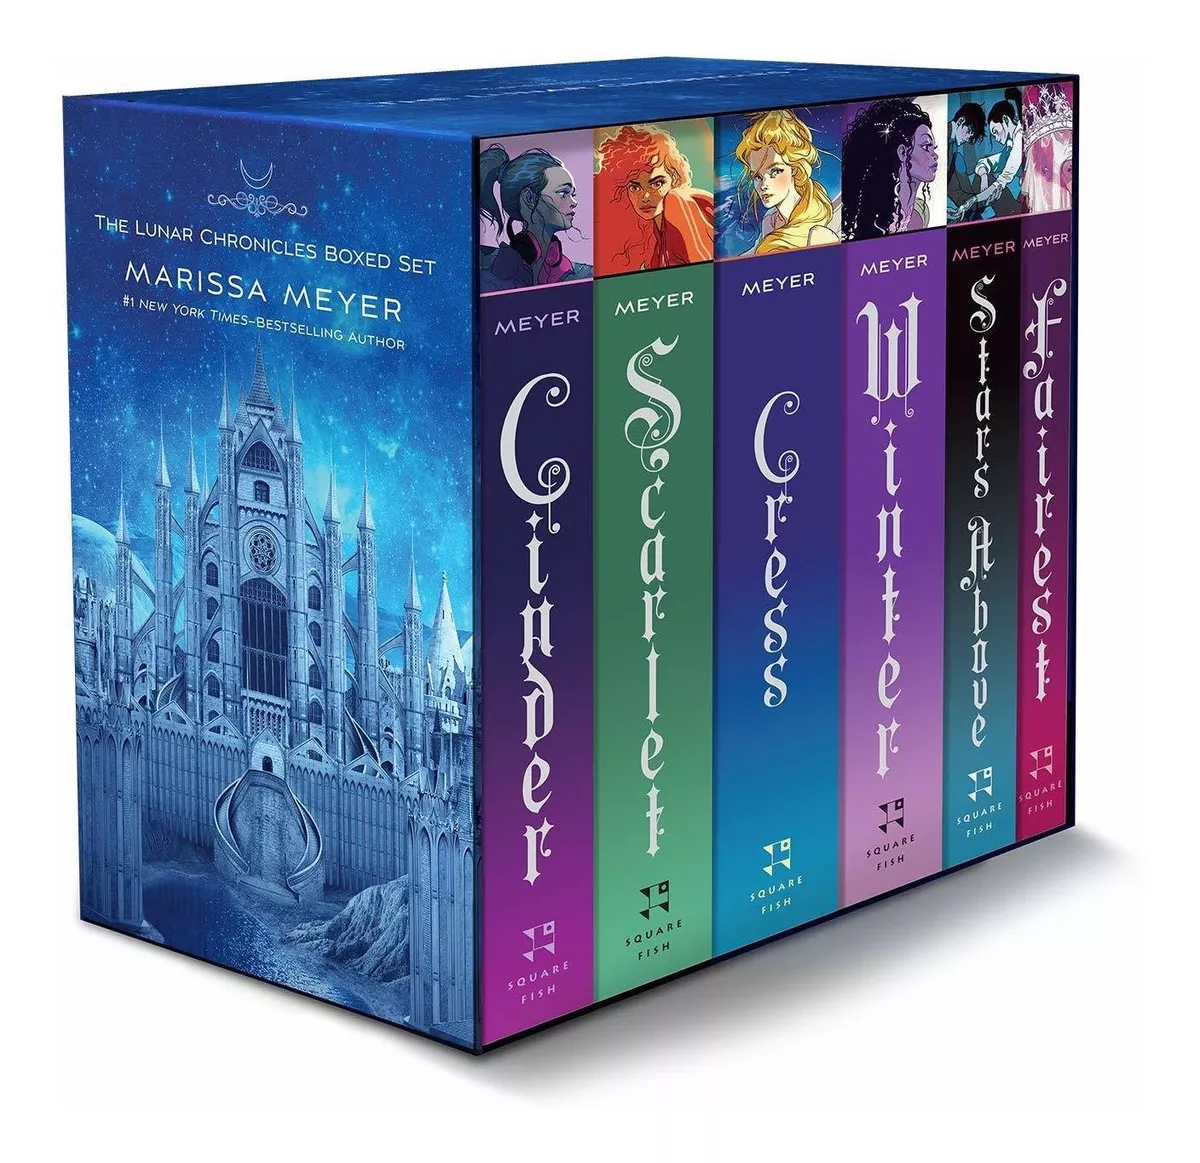 THE LUNAR CHRONICLES BOXED SET
MARISSA MEYER
#1 NEW YORK TIMES–BESTSELLING AUTHOR
MEYER
Cinder
SQUARE
FISH
MEYER
Scarlet
SQUARE
FISH
MEYER
Cress
SQUARE
FISH
MEYER
Winter
SQUARE
FISH
MEYER
Stars Above
SQUARE
FISH
MEYER
Fairest
SQUARE
FISH